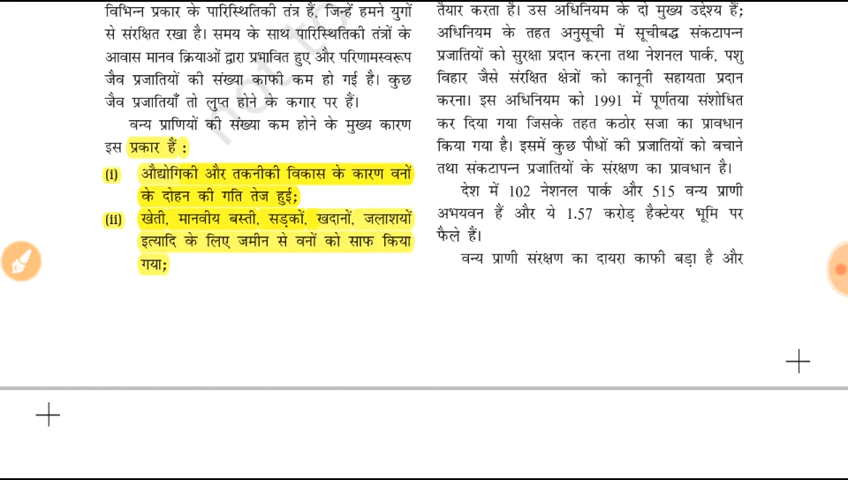 विभिन्न प्रकार के पारिस्थितिकी तंत्र हैं, जिन्हें हमने युगों
से संरक्षित रखा है। समय के साथ पारिस्थितिकी तंत्रों के
आवास मानव क्रियाओं द्वारा प्रभावित हुए और परिणामस्वरूप
जैव प्रजातियों की संख्या काफी कम हो गई है। कुछ
जैव प्रजातियाँ तो लुप्त होने के कगार पर हैं।
वन्य प्राणियों की संख्या कम होने के मुख्य कारण
इस प्रकार हैं :
(i) औद्योगिकी और तकनीकी विकास के कारण वनों
के दोहन की गति तेज हुई;
(ii) खेती, मानवीय बस्ती, सड़कों, खदानों, जलाशयों
इत्यादि के लिए जमीन से वनों को साफ किया
गया;
तैयार करता है। उस अधिनियम के दो मुख्य उद्देश्य हैं;
अधिनियम के तहत अनुसूची में सूचीबद्ध संकटापन्न
प्रजातियों को सुरक्षा प्रदान करना तथा नेशनल पार्क, पशु
विहार जैसे संरक्षित क्षेत्रों को कानूनी सहायता प्रदान
करना। इस अधिनियम को 1991 में पूर्णतया संशोधित
कर दिया गया जिसके तहत कठोर सजा का प्रावधान
किया गया है। इसमें कुछ पौधों की प्रजातियों को बचाने
तथा संकटापन्न प्रजातियों के संरक्षण का प्रावधान है।
देश में 102 नेशनल पार्क और 515 वन्य प्राणी
अभयवन हैं और ये 1.57 करोड़ हैक्टेयर भूमि पर
फैले हैं।
वन्य प्राणी संरक्षण का दायरा काफी बड़ा है और
not to